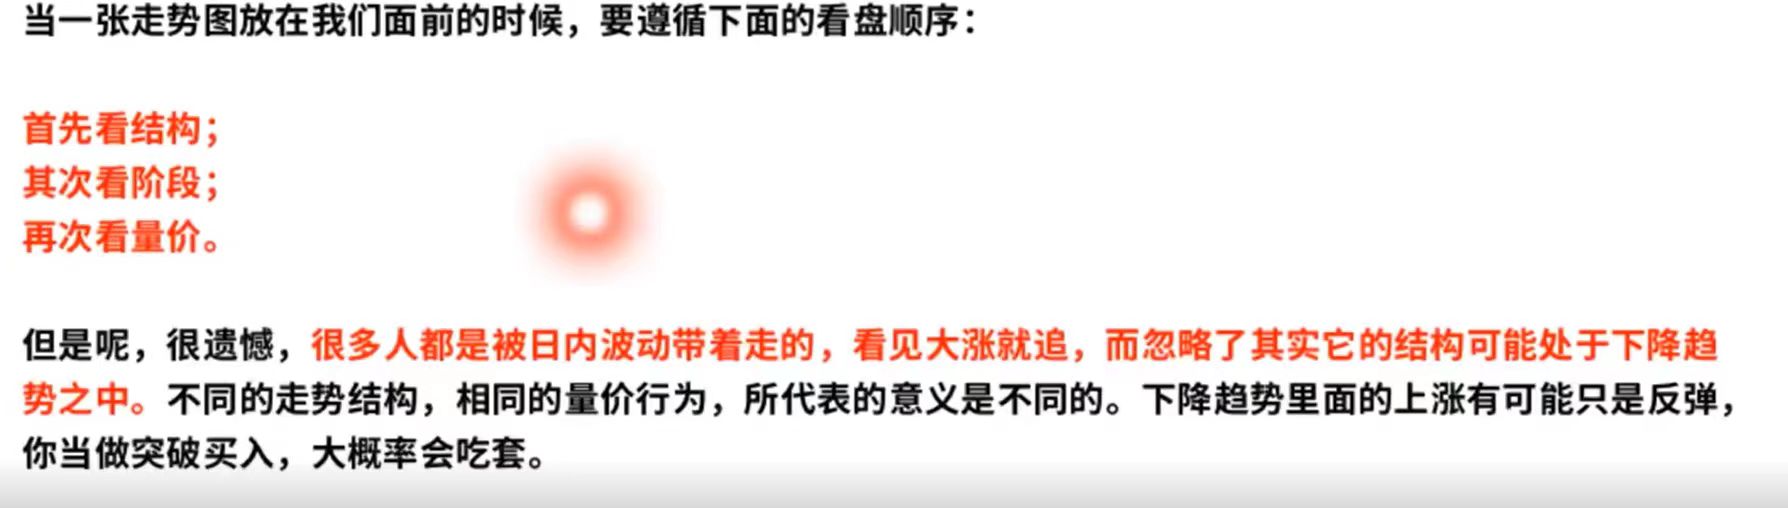 当一张走势图放在我们面前的时候，要遵循下面的看盘顺序：
首先看结构；
其次看阶段；
再次看量价。
但是呢，很遗憾，很多人都是被日内波动带着走的，看见大涨就追，而忽略了其实它的结构可能处于下降趋
势之中。不同的走势结构，相同的量价行为，所代表的意义是不同的。下降趋势里面的上涨有可能只是反弹，
你当做突破买入，大概率会吃套。